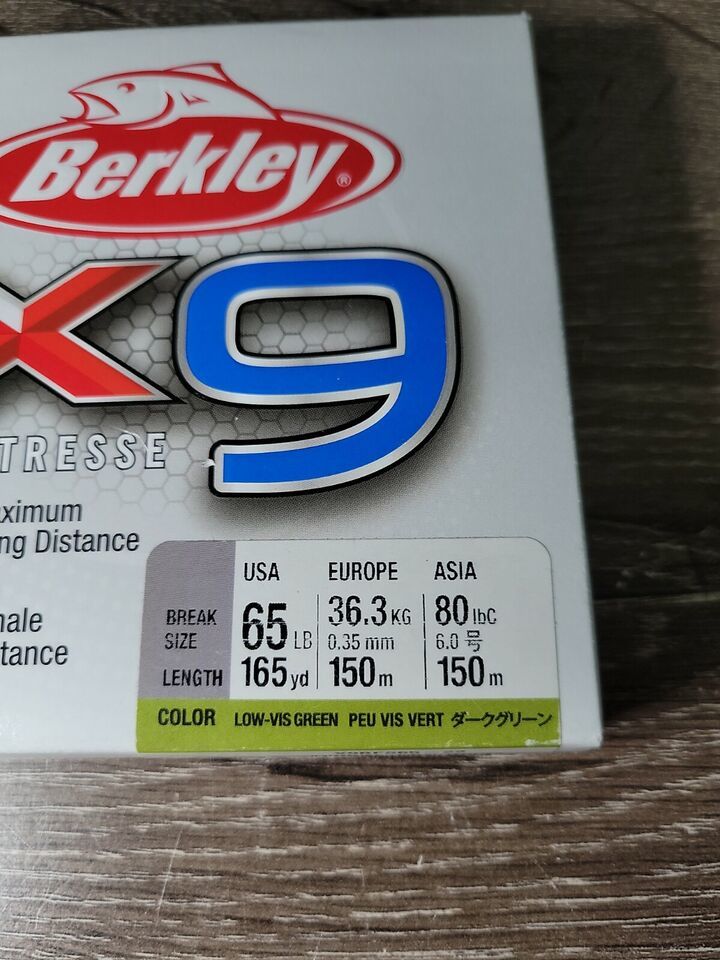 Berkley®
X9
TRESSE
ximum
ng Distance
nale
tance
USA EUROPE ASIA
BREAK 65 LB 36.3 KG 80 lbC
SIZE 0.35 mm 6.0 号
LENGTH 165 yd 150 m 150 m
COLOR LOW-VIS GREEN PEU VIS VERT ダークグリーン